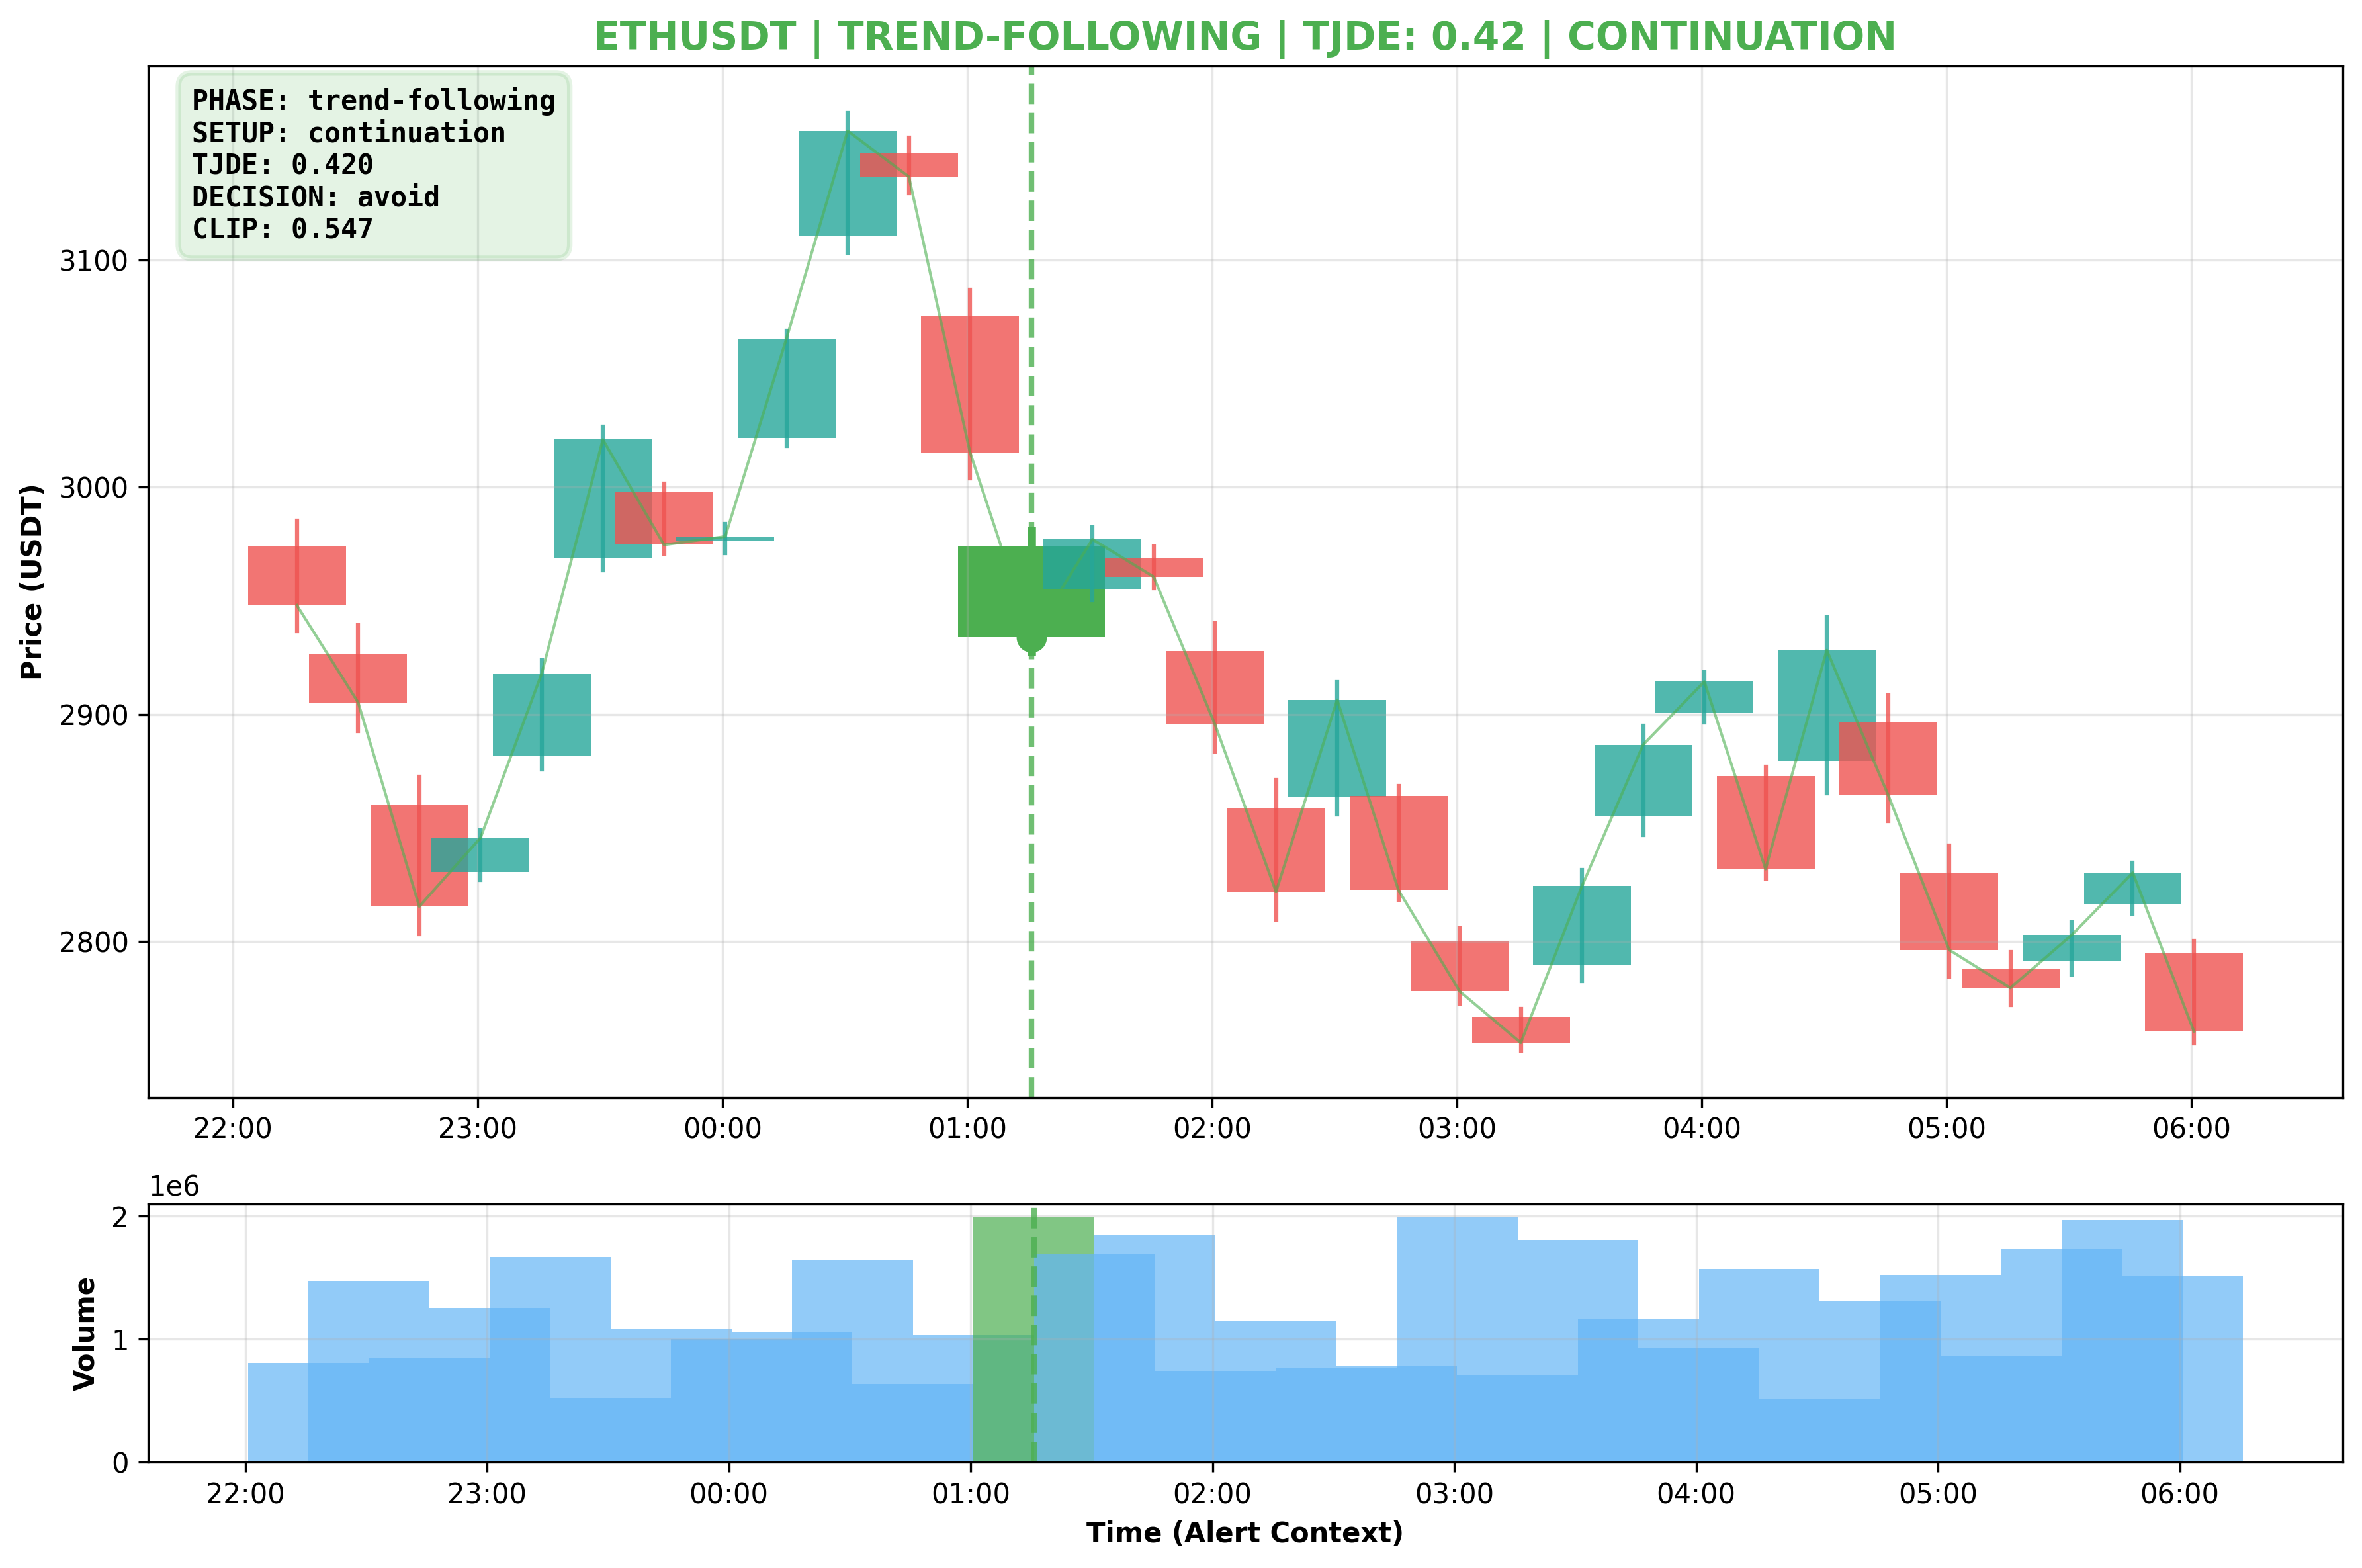 ETHUSDT | TREND-FOLLOWING | TJDE: 0.42 | CONTINUATION
PHASE: trend-following
SETUP: continuation
TJDE: 0.420
DECISION: avoid
CLIP: 0.547
Price (USDT)
3100
3000
2900
2800
22:00 23:00 00:00 01:00 02:00 03:00 04:00 05:00 06:00
1e6
Volume
2
1
0
22:00 23:00 00:00 01:00 02:00 03:00 04:00 05:00 06:00
Time (Alert Context)